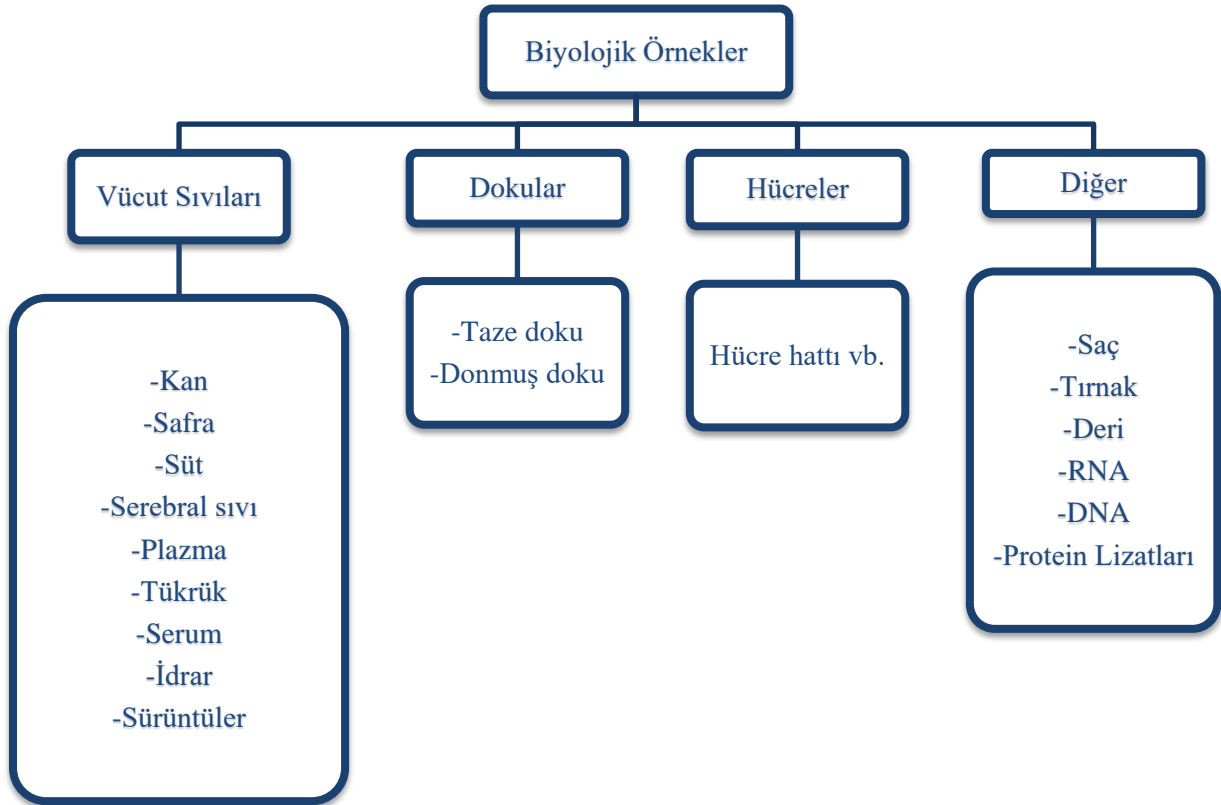 Biyolojik Örnekler
Vücut Sıvıları
Dokular
Hücreler
Diğer
-Kan
-Safra
-Süt
-Serebral sıvı
-Plazma
-Tükrük
-Serum
-İdrar
-Sürüntüler
-Taze doku
-Donmuş doku
Hücre hattı vb.
-Saç
-Tırnak
-Deri
-RNA
-DNA
-Protein Lizatları